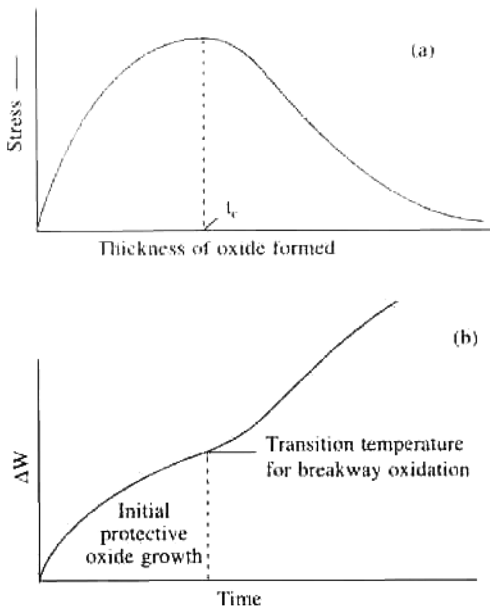 (a)
Stress
t_c
Thickness of oxide formed
(b)
ΔW
Transition temperature
for breakway oxidation
Initial
protective
oxide growth
Time